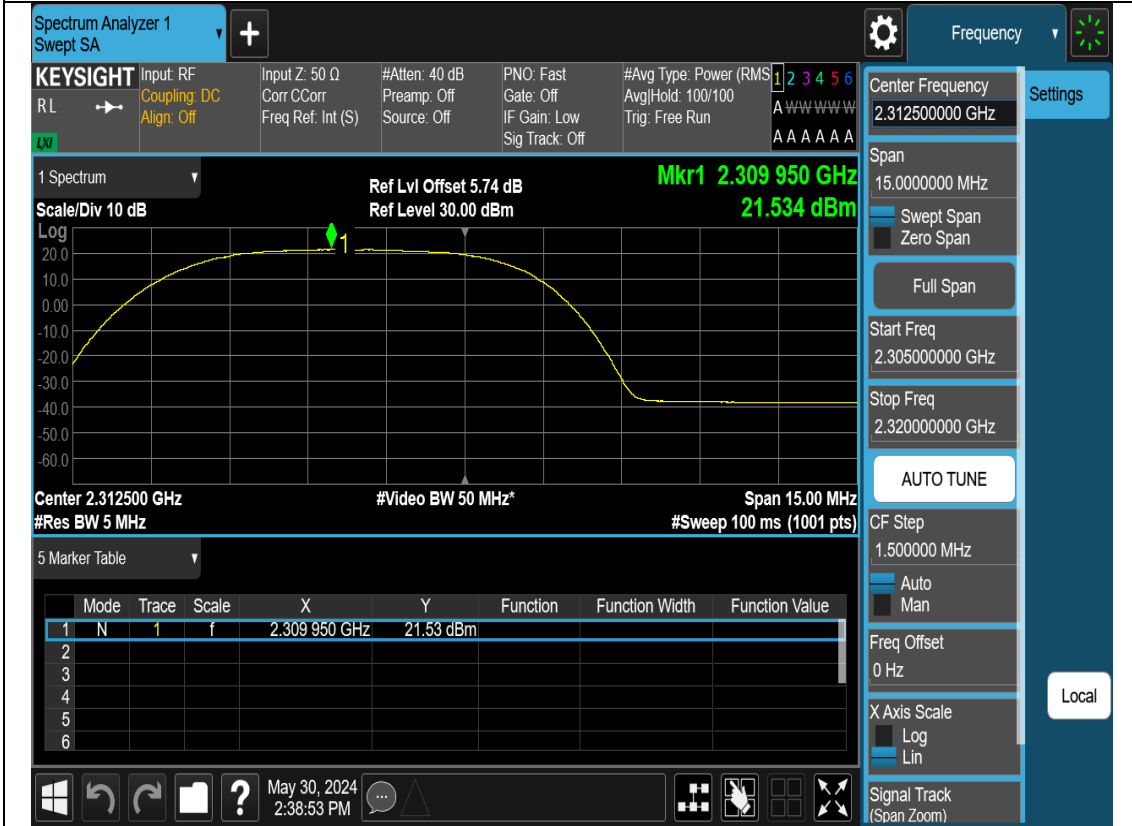 Spectrum Analyzer 1
Swept SA
+
Frequency
KEYSIGHT
R L
LXI
Input: RF
Coupling: DC
Align: Off
Input Z: 50 Ω
Corr CCorr
Freq Ref: Int (S)
#Atten: 40 dB
Preamp: Off
Source: Off
PNO: Fast
Gate: Off
IF Gain: Low
Sig Track: Off
#Avg Type: Power (RMS
Avg|Hold: 100/100
Trig: Free Run
1 2 3 4 5 6
A W W W W W
A A A A A A
1 Spectrum
Scale/Div 10 dB
Ref Lvl Offset 5.74 dB
Ref Level 30.00 dBm
Mkr1 2.309 950 GHz
21.534 dBm
Log
20.0
10.0
0.00
-10.0
-20.0
-30.0
-40.0
-50.0
-60.0
1
Center 2.312500 GHz
#Video BW 50 MHz*
Span 15.00 MHz
#Res BW 5 MHz
#Sweep 100 ms (1001 pts)
5 Marker Table
Mode Trace Scale X Y Function Function Width Function Value
1 N 1 f 2.309 950 GHz 21.53 dBm
2
3
4
5
6
May 30, 2024
2:38:53 PM
?
Center Frequency
2.312500000 GHz
Settings
Span
15.0000000 MHz
Swept Span
Zero Span
Full Span
Start Freq
2.305000000 GHz
Stop Freq
2.320000000 GHz
AUTO TUNE
CF Step
1.500000 MHz
Auto
Man
Freq Offset
0 Hz
Local
X Axis Scale
Log
Lin
Signal Track
(Span Zoom)